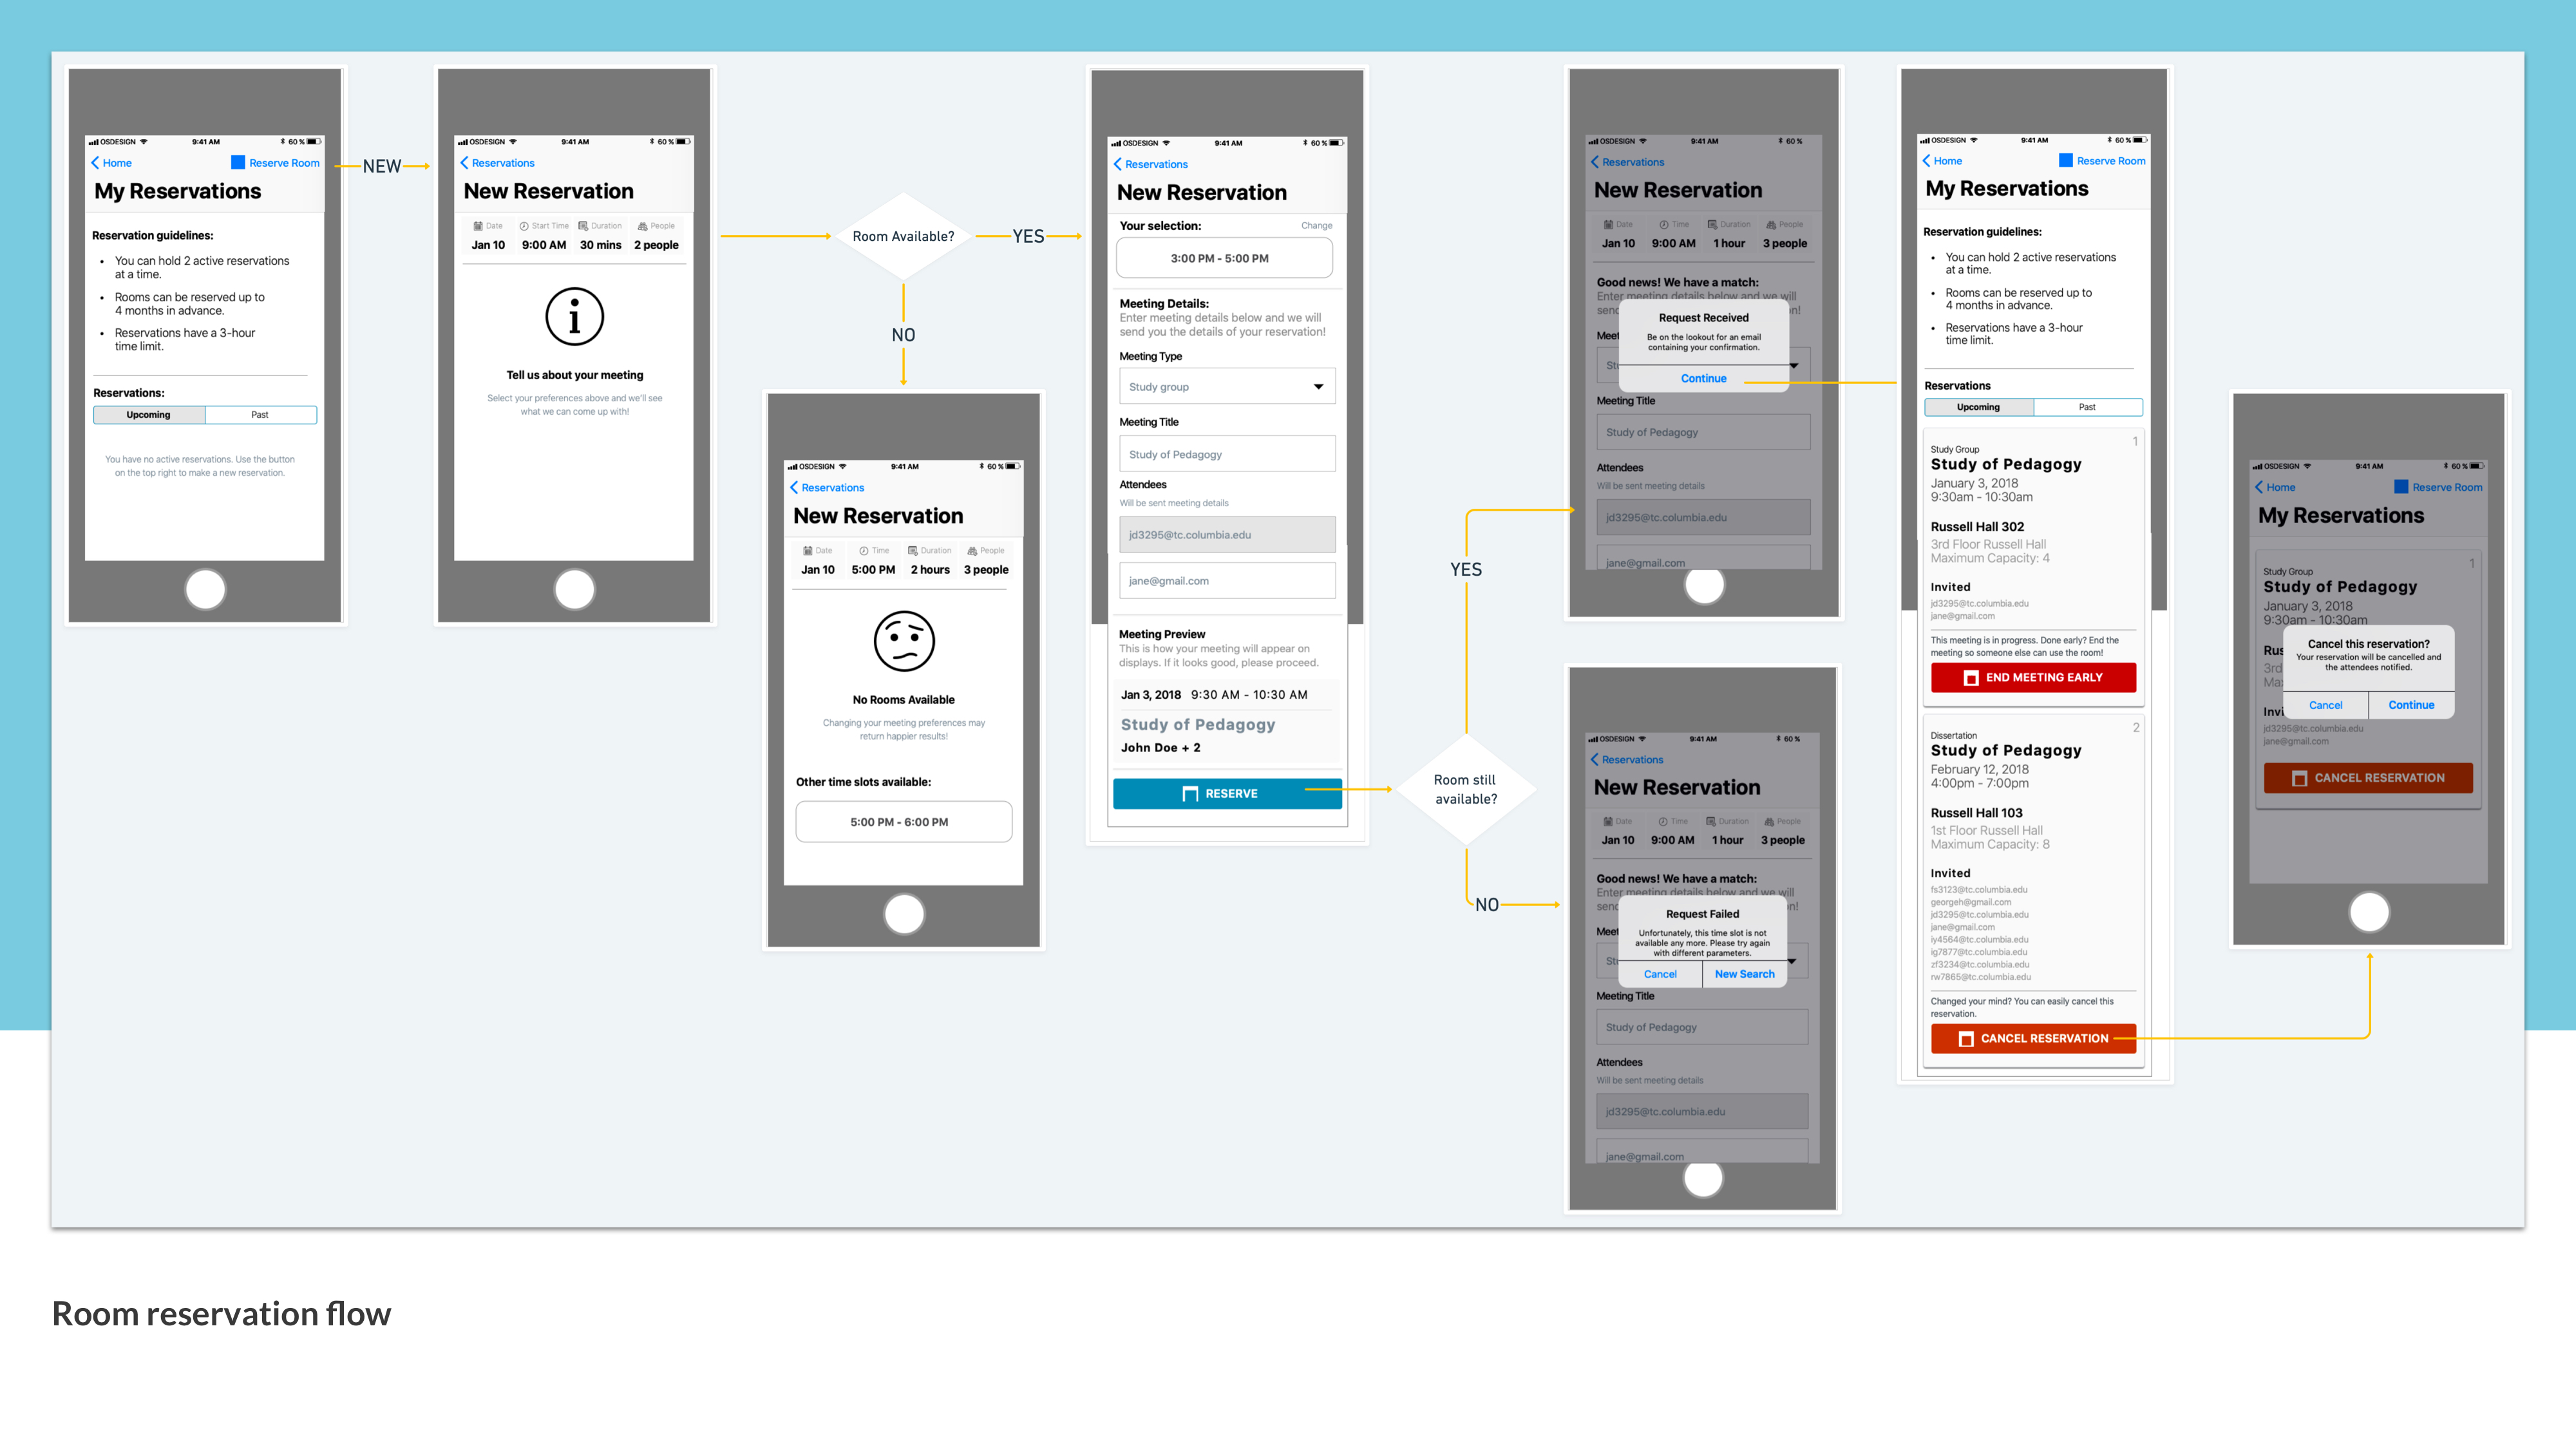 OSDESIGN 9:41 AM 60 %
Home Reserve Room
My Reservations
Reservation guidelines:
• You can hold 2 active reservations
at a time.
• Rooms can be reserved up to
4 months in advance.
• Reservations have a 3-hour
time limit.
Reservations:
Upcoming Past
You have no active reservations. Use the button
on the top right to make a new reservation.
NEW
OSDESIGN 9:41 AM 60 %
Reservations
New Reservation
Date Start Time Duration People
Jan 10 9:00 AM 30 mins 2 people
Tell us about your meeting
Select your preferences above and we'll see
what we can come up with!
Room Available?
YES
NO
OSDESIGN 9:41 AM 60 %
Reservations
New Reservation
Date Time Duration People
Jan 10 5:00 PM 2 hours 3 people
No Rooms Available
Changing your meeting preferences may
return happier results!
Other time slots available:
5:00 PM - 6:00 PM
OSDESIGN 9:41 AM 60 %
Reservations
New Reservation
Your selection: Change
3:00 PM - 5:00 PM
Meeting Details:
Enter meeting details below and we will
send you the details of your reservation!
Meeting Type
Study group
Meeting Title
Study of Pedagogy
Attendees
Will be sent meeting details
jd3295@tc.columbia.edu
jane@gmail.com
Meeting Preview
This is how your meeting will appear on
displays. If it looks good, please proceed.
Jan 3, 2018 9:30 AM - 10:30 AM
Study of Pedagogy
John Doe + 2
RESERVE
Room still
available?
YES
NO
OSDESIGN 9:41 AM 60 %
Reservations
New Reservation
Date Time Duration People
Jan 10 9:00 AM 1 hour 3 people
Good news! We have a match:
Enter meeting details below and we will
send n!
Request Received
Be on the lookout for an email
containing your confirmation.
Continue
Meet
Stu
Meeting Title
Study of Pedagogy
Attendees
Will be sent meeting details
jd3295@tc.columbia.edu
jane@gmail.com
OSDESIGN 9:41 AM 60 %
Reservations
New Reservation
Date Time Duration People
Jan 10 9:00 AM 1 hour 3 people
Good news! We have a match:
Enter meeting details below and we will
send n!
Request Failed
Unfortunately, this time slot is not
available any more. Please try again
with different parameters.
Cancel New Search
Meet
Stu
Meeting Title
Study of Pedagogy
Attendees
Will be sent meeting details
jd3295@tc.columbia.edu
jane@gmail.com
OSDESIGN 9:41 AM 60 %
Home Reserve Room
My Reservations
Reservation guidelines:
• You can hold 2 active reservations
at a time.
• Rooms can be reserved up to
4 months in advance.
• Reservations have a 3-hour
time limit.
Reservations
Upcoming Past
1
Study Group
Study of Pedagogy
January 3, 2018
9:30am - 10:30am
Russell Hall 302
3rd Floor Russell Hall
Maximum Capacity: 4
Invited
jd3295@tc.columbia.edu
jane@gmail.com
This meeting is in progress. Done early? End the
meeting so someone else can use the room!
END MEETING EARLY
2
Dissertation
Study of Pedagogy
February 12, 2018
4:00pm - 7:00pm
Russell Hall 103
1st Floor Russell Hall
Maximum Capacity: 8
Invited
fs3123@tc.columbia.edu
georgeh@gmail.com
jd3295@tc.columbia.edu
jane@gmail.com
iy4564@tc.columbia.edu
ig7877@tc.columbia.edu
zf3234@tc.columbia.edu
rw7865@tc.columbia.edu
Changed your mind? You can easily cancel this
reservation.
CANCEL RESERVATION
OSDESIGN 9:41 AM 60 %
Home Reserve Room
My Reservations
1
Study Group
Study of Pedagogy
January 3, 2018
9:30am - 10:30am
Rus
3rd
Ma
Cancel this reservation?
Your reservation will be cancelled and
the attendees notified.
Cancel Continue
Invi
jd3295@tc.columbia.edu
jane@gmail.com
CANCEL RESERVATION
Room reservation flow